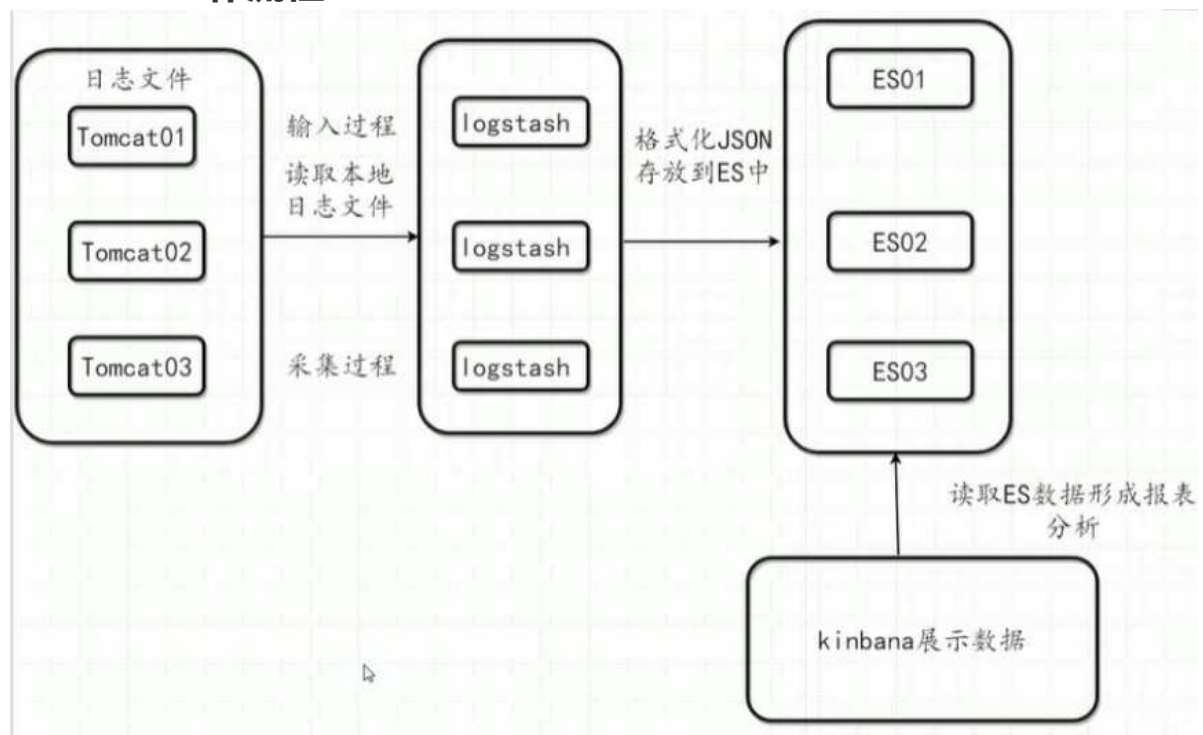 日志文件
Tomcat01
Tomcat02
Tomcat03
输入过程
读取本地
日志文件
采集过程
logstash
logstash
logstash
格式化JSON
存放到ES中
ES01
ES02
ES03
读取ES数据形成报表
分析
kinbana展示数据